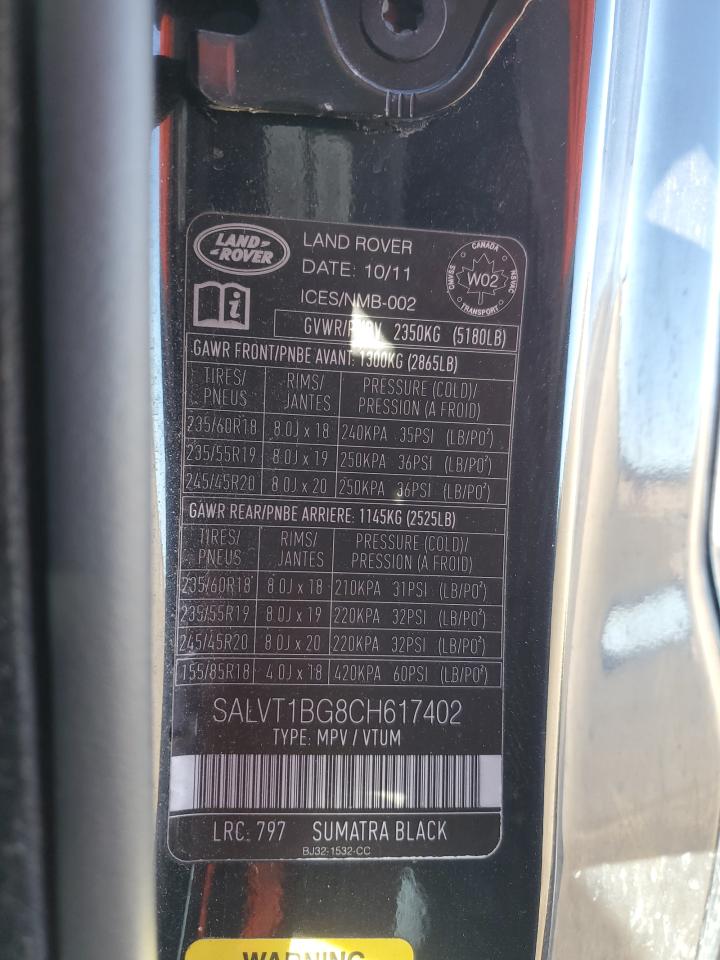 LAND-
-ROVER
LAND ROVER
DATE: 10/11
ICES/NMB-002
CANADA
SSVMC
NSVAC
W02
TRANSPORT
i
GVWR/PNBV 2350KG (5180LB)
GAWR FRONT/PNBE AVANT: 1300KG (2865LB)
TIRES/ RIMS/ PRESSURE (COLD)/
PNEUS JANTES PRESSION (A FROID)
235/60R18 8.0J x 18 240KPA 35PSI (LB/PO²)
235/55R19 8.0J x 19 250KPA 36PSI (LB/PO²)
245/45R20 8.0J x 20 250KPA 36PSI (LB/PO²)
GAWR REAR/PNBE ARRIERE: 1145KG (2525LB)
TIRES/ RIMS/ PRESSURE (COLD)/
PNEUS JANTES PRESSION (A FROID)
235/60R18 8.0J x 18 210KPA 31PSI (LB/PO²)
235/55R19 8.0J x 19 220KPA 32PSI (LB/PO²)
245/45R20 8.0J x 20 220KPA 32PSI (LB/PO²)
155/85R18 4.0J x 18 420KPA 60PSI (LB/PO²)
SALVT1BG8CH617402
TYPE: MPV / VTUM
LRC: 797 SUMATRA BLACK
BJ32-1532-CC
WARNING